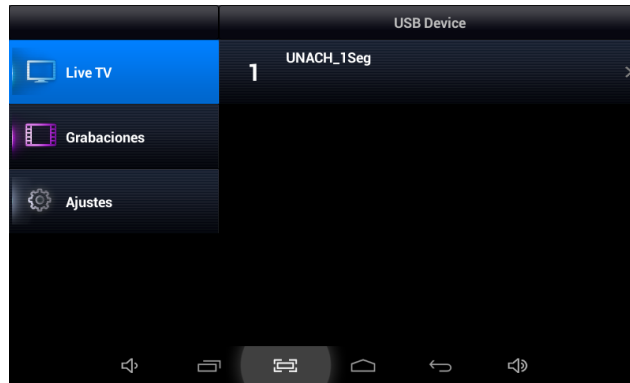 USB Device
Live TV
1 UNACH_1Seg
Grabaciones
Ajustes